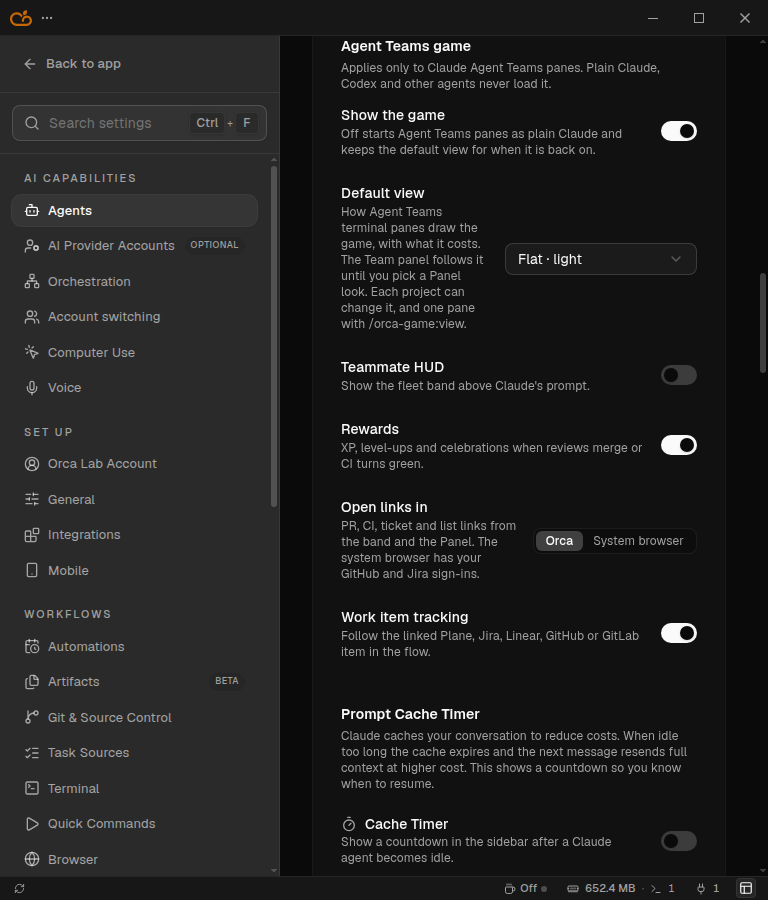 Back to app
Search settings
Ctrl + F
AI CAPABILITIES
Agents
AI Provider Accounts OPTIONAL
Orchestration
Account switching
Computer Use
Voice
SET UP
Orca Lab Account
General
Integrations
Mobile
WORKFLOWS
Automations
Artifacts BETA
Git & Source Control
Task Sources
Terminal
Quick Commands
Browser
Agent Teams game
Applies only to Claude Agent Teams panes. Plain Claude,
Codex and other agents never load it.
Show the game
Off starts Agent Teams panes as plain Claude and
keeps the default view for when it is back on.
Default view
How Agent Teams
terminal panes draw the
game, with what it costs.
The Team panel follows it
until you pick a Panel
look. Each project can
change it, and one pane
with /orca-game:view.
Flat · light
Teammate HUD
Show the fleet band above Claude's prompt.
Rewards
XP, level-ups and celebrations when reviews merge or
CI turns green.
Open links in
PR, CI, ticket and list links from
the band and the Panel. The
system browser has your
GitHub and Jira sign-ins.
Orca System browser
Work item tracking
Follow the linked Plane, Jira, Linear, GitHub or GitLab
item in the flow.
Prompt Cache Timer
Claude caches your conversation to reduce costs. When idle
too long the cache expires and the next message resends full
context at higher cost. This shows a countdown so you know
when to resume.
Cache Timer
Show a countdown in the sidebar after a Claude
agent becomes idle.
Off 652.4 MB · 1 1